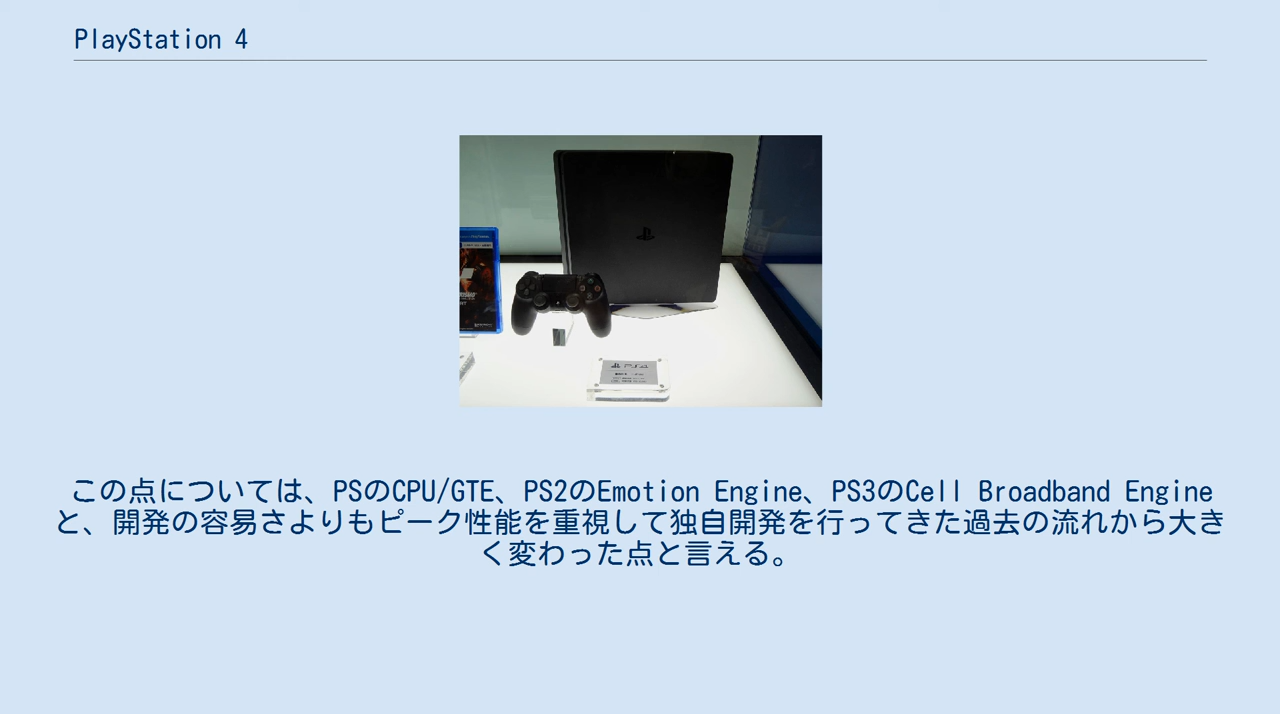 PlayStation 4
PS4
この点については、PSのCPU/GTE、PS2のEmotion Engine、PS3のCell Broadband Engine
と、開発の容易さよりもピーク性能を重視して独自開発を行ってきた過去の流れから大き
く変わった点と言える。